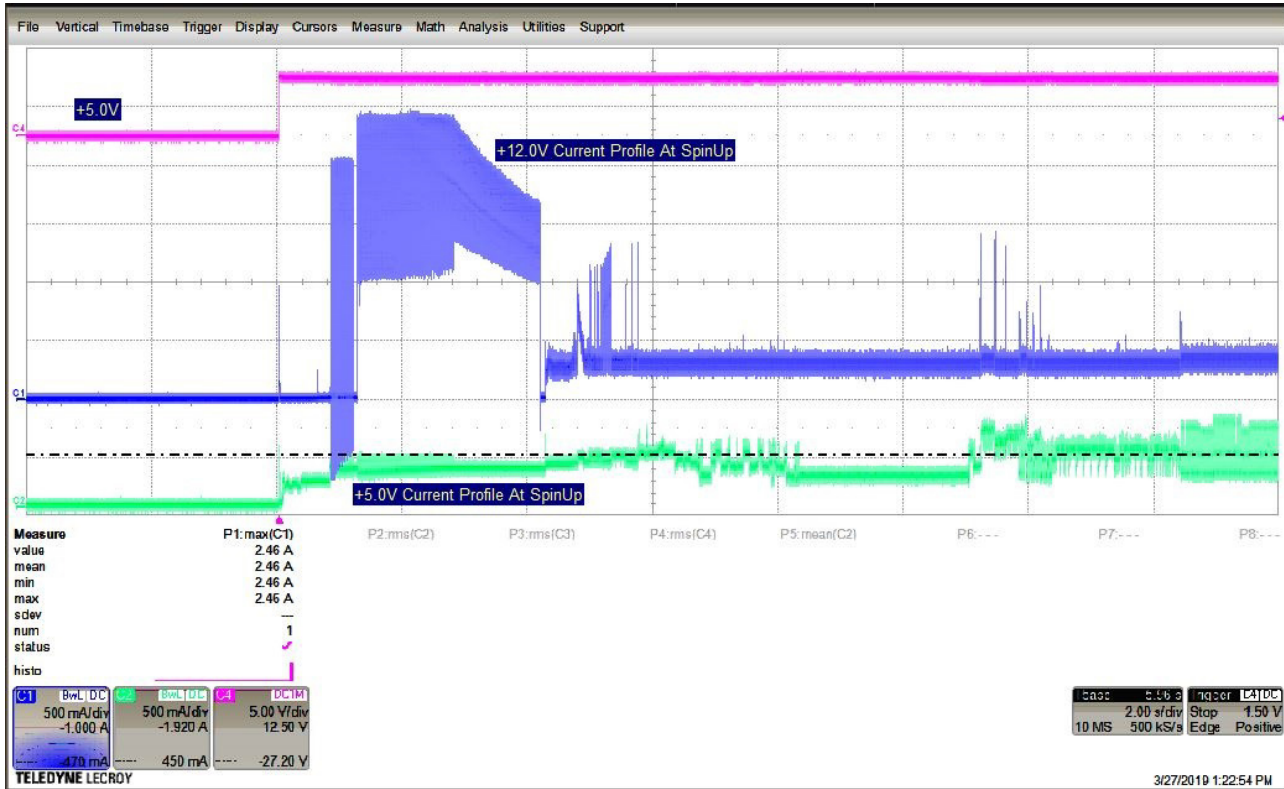 File Vertical Timebase Trigger Display Cursors Measure Math Analysis Utilities Support
+5.0V
C4
+12.0V Current Profile At SpinUp
C1
+5.0V Current Profile At SpinUp
C2
Measure P1:max(C1) P2:rms(C2) P3:rms(C3) P4:rms(C4) P5:mean(C2) P6:--- P7:--- P8:---
value 2.46 A
mean 2.46 A
min 2.46 A
max 2.46 A
sdev ---
num 1
status
histo
C1 BwL DC C2 BwL DC C4 DC1M
500 mA/div 500 mA/div 5.00 V/div
-1.000 A -1.920 A 12.50 V
-470 mA 450 mA -27.20 V
Tbase 5.56 s Trigger C4 DC
2.00 s/div Stop 1.50 V
10 MS 500 kS/s Edge Positive
TELEDYNE LECROY
3/27/2019 1:22:54 PM